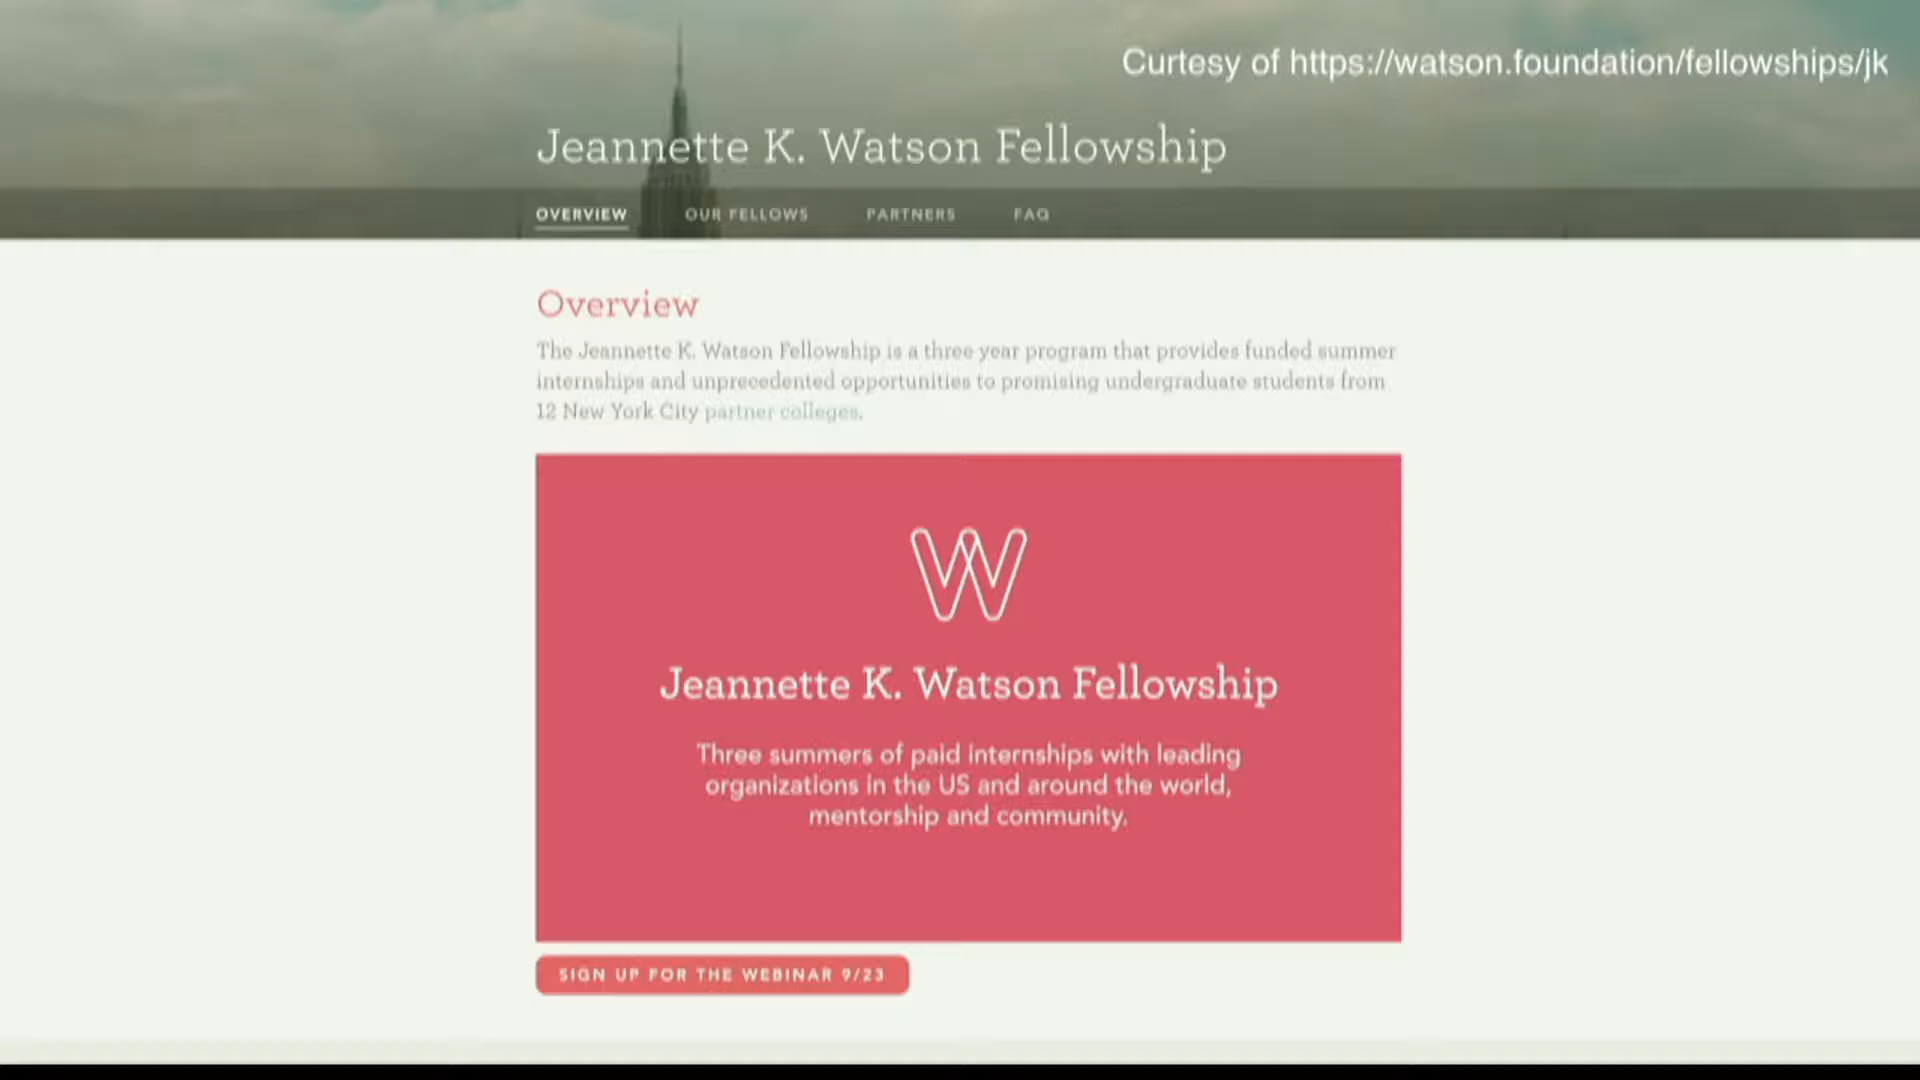 Curtesy of https://watson.foundation/fellowships/jk
Jeannette K. Watson Fellowship
OVERVIEW OUR FELLOWS PARTNERS FAQ
Overview
The Jeannette K. Watson Fellowship is a three year program that provides funded summer
internships and unprecedented opportunities to promising undergraduate students from
12 New York City partner colleges.
W
Jeannette K. Watson Fellowship
Three summers of paid internships with leading
organizations in the US and around the world,
mentorship and community.
SIGN UP FOR THE WEBINAR 9/23